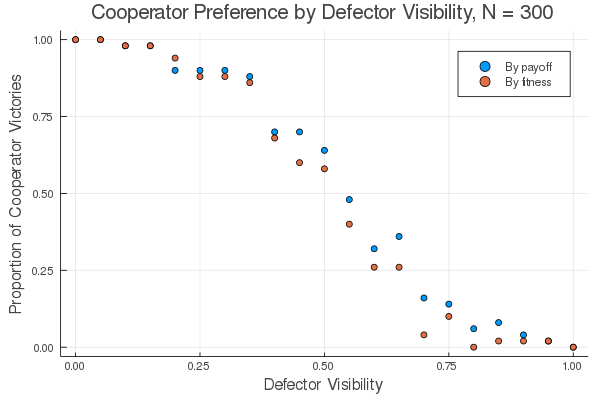 Cooperator Preference by Defector Visibility, N = 300
By payoff
By fitness
Proportion of Cooperator Victories
1.00
0.75
0.50
0.25
0.00
0.00 0.25 0.50 0.75 1.00
Defector Visibility